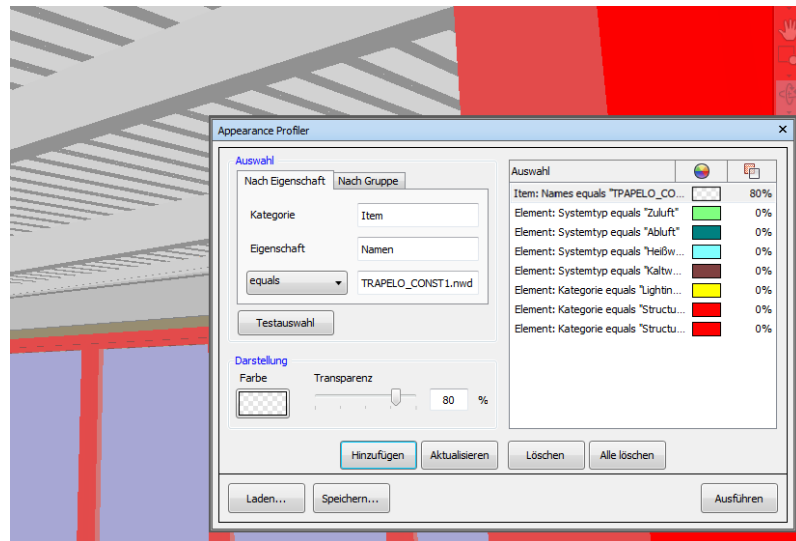 Appearance Profiler
Auswahl
Nach Eigenschaft
Nach Gruppe
Kategorie
Item
Eigenschaft
Namen
equals
TRAPELO_CONST1.nwd
Testauswahl
Darstellung
Farbe
Transparenz
80 %
Auswahl
Item: Names equals "TPAPELO_CO... 80%
Element: Systemtyp equals "Zuluft" 0%
Element: Systemtyp equals "Abluft" 0%
Element: Systemtyp equals "Heißw... 0%
Element: Systemtyp equals "Kaltw... 0%
Element: Kategorie equals "Lightin... 0%
Element: Kategorie equals "Structu... 0%
Element: Kategorie equals "Structu... 0%
Hinzufügen
Aktualisieren
Löschen
Alle löschen
Laden...
Speichern...
Ausführen